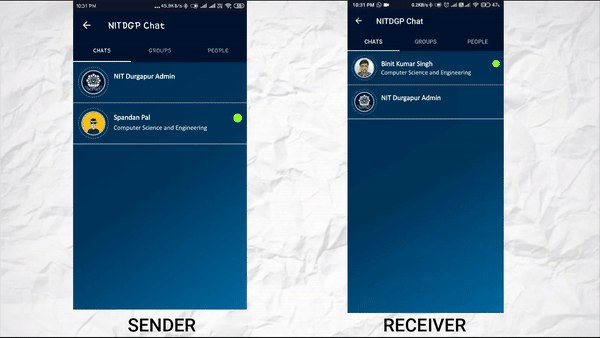 10:31 PM
...45.9KB/s
NITDGP Chat
CHATS GROUPS PEOPLE
NIT Durgapur Admin
Spandan Pal
Computer Science and Engineering
SENDER
10:31 PM
0.2KB/s
47%
NITDGP Chat
CHATS GROUPS PEOPLE
Binit Kumar Singh
Computer Science and Engineering
NIT Durgapur Admin
RECEIVER